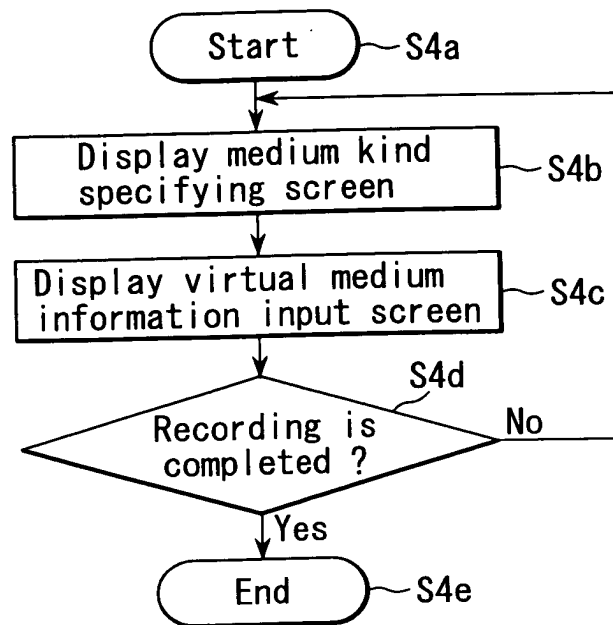 Start
S4a
Display medium kind
specifying screen
S4b
Display virtual medium
information input screen
S4c
S4d
Recording is
completed ?
No
Yes
End
S4e